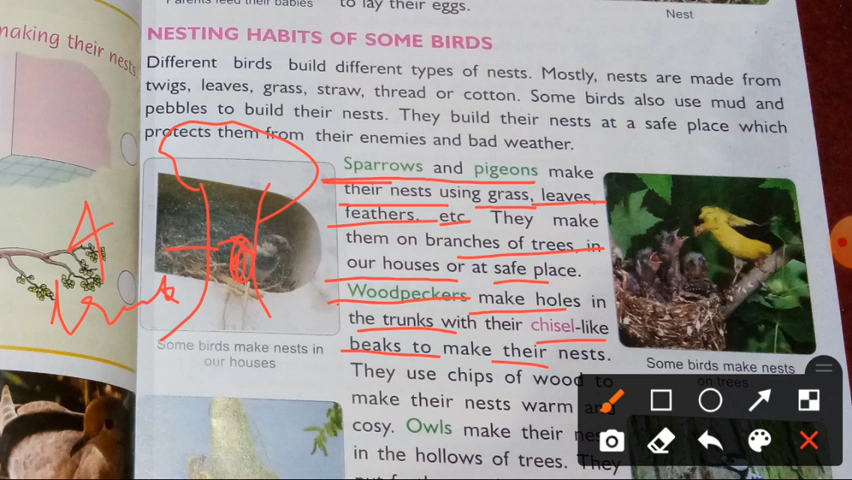 Parents feed their babies
to lay their eggs.
Nest
making their nests
NESTING HABITS OF SOME BIRDS
Different birds build different types of nests. Mostly, nests are made from
twigs, leaves, grass, straw, thread or cotton. Some birds also use mud and
pebbles to build their nests. They build their nests at a safe place which
protects them from their enemies and bad weather.
Sparrows and pigeons make
their nests using grass, leaves,
feathers. etc They make
them on branches of trees, in
our houses or at safe place.
Woodpeckers make holes in
the trunks with their chisel-like
beaks to make their nests.
They use chips of wood to
make their nests warm and
cosy. Owls make their nests
in the hollows of trees. They
Some birds make nests in
our houses
Some birds make nests
on trees